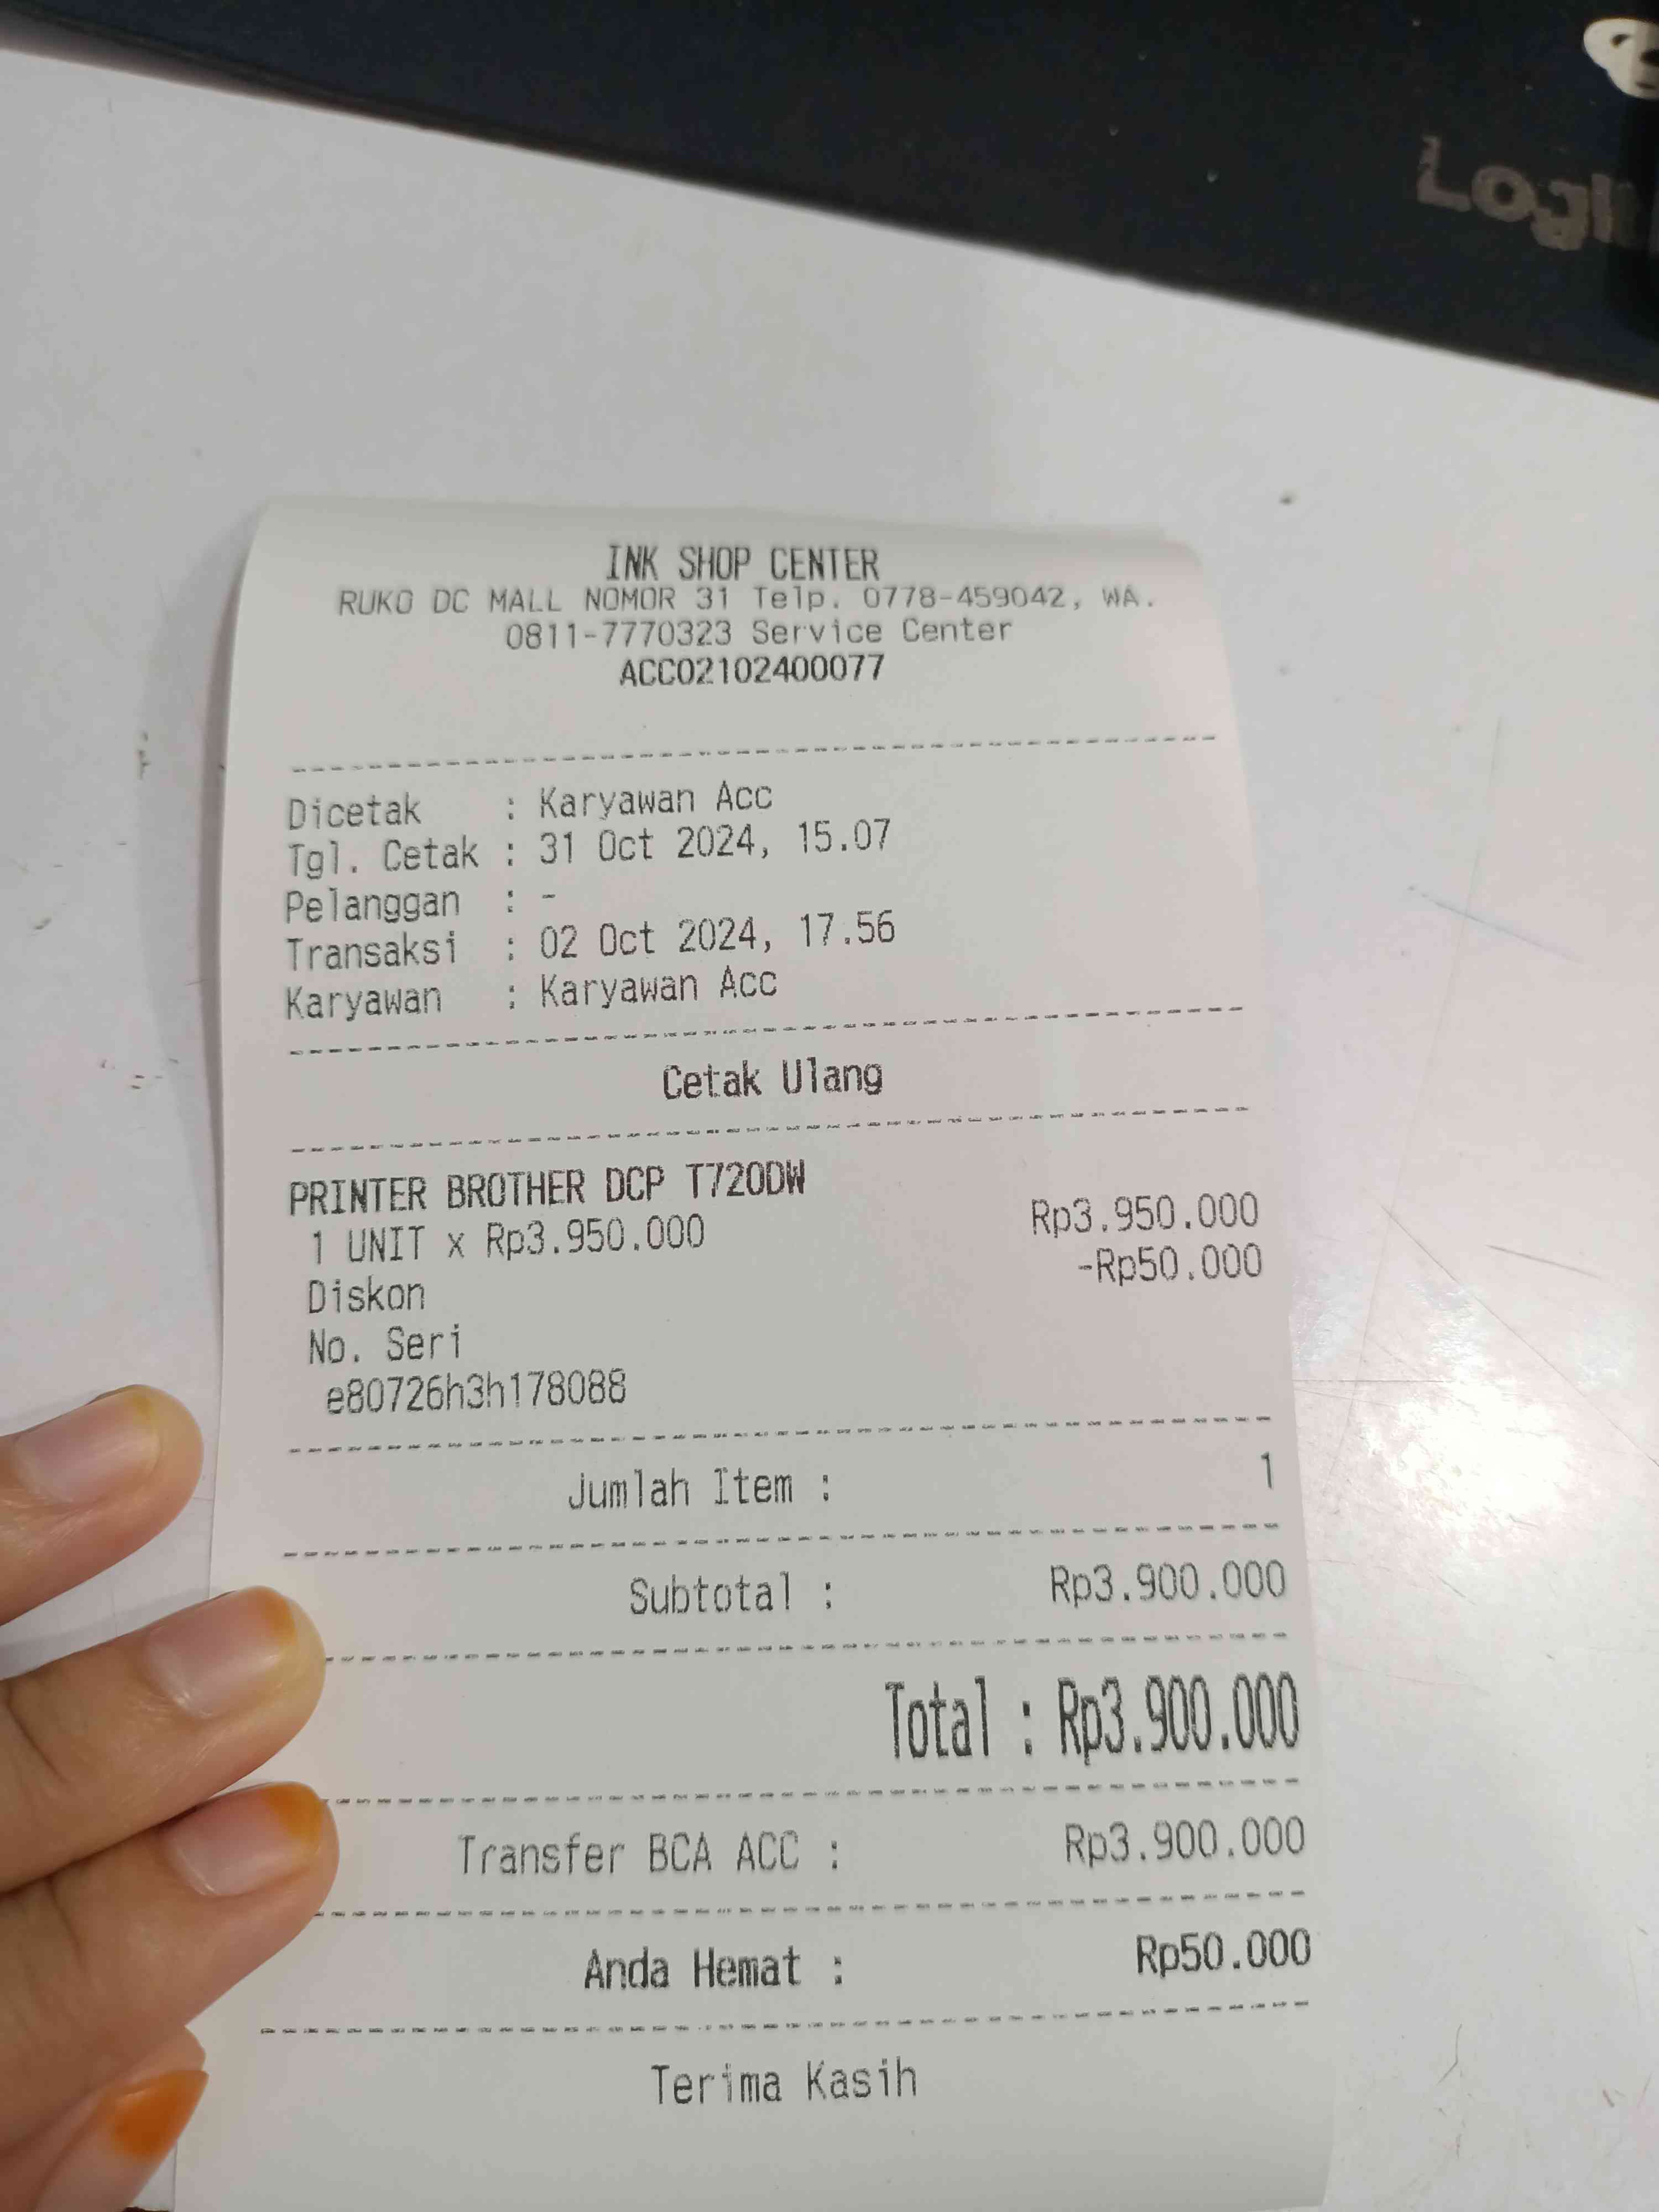 INK SHOP CENTER
RUKO DC MALL NOMOR 31 Telp. 0778-459042, WA.
0811-7770323 Service Center
ACC02102400077
Dicetak : Karyawan Acc
Tgl. Cetak : 31 Oct 2024, 15.07
Pelanggan : -
Transaksi : 02 Oct 2024, 17.56
Karyawan : Karyawan Acc
Cetak Ulang
PRINTER BROTHER DCP T720DW
1 UNIT x Rp3.950.000 Rp3.950.000
Diskon -Rp50.000
No. Seri
e80726h3h178088
Jumlah Item : 1
Subtotal : Rp3.900.000
Total : Rp3.900.000
Transfer BCA ACC : Rp3.900.000
Anda Hemat : Rp50.000
Terima Kasih